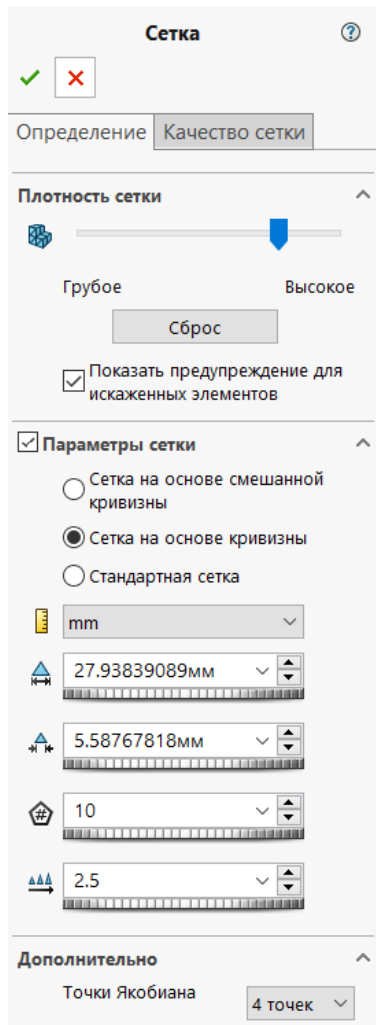 Сетка
Определение Качество сетки
Плотность сетки
Грубое Высокое
Сброс
Показать предупреждение для
искаженных элементов
Параметры сетки
Сетка на основе смешанной
кривизны
Сетка на основе кривизны
Стандартная сетка
mm
27.93839089мм
5.58767818мм
#
10
2.5
Дополнительно
Точки Якобиана 4 точек